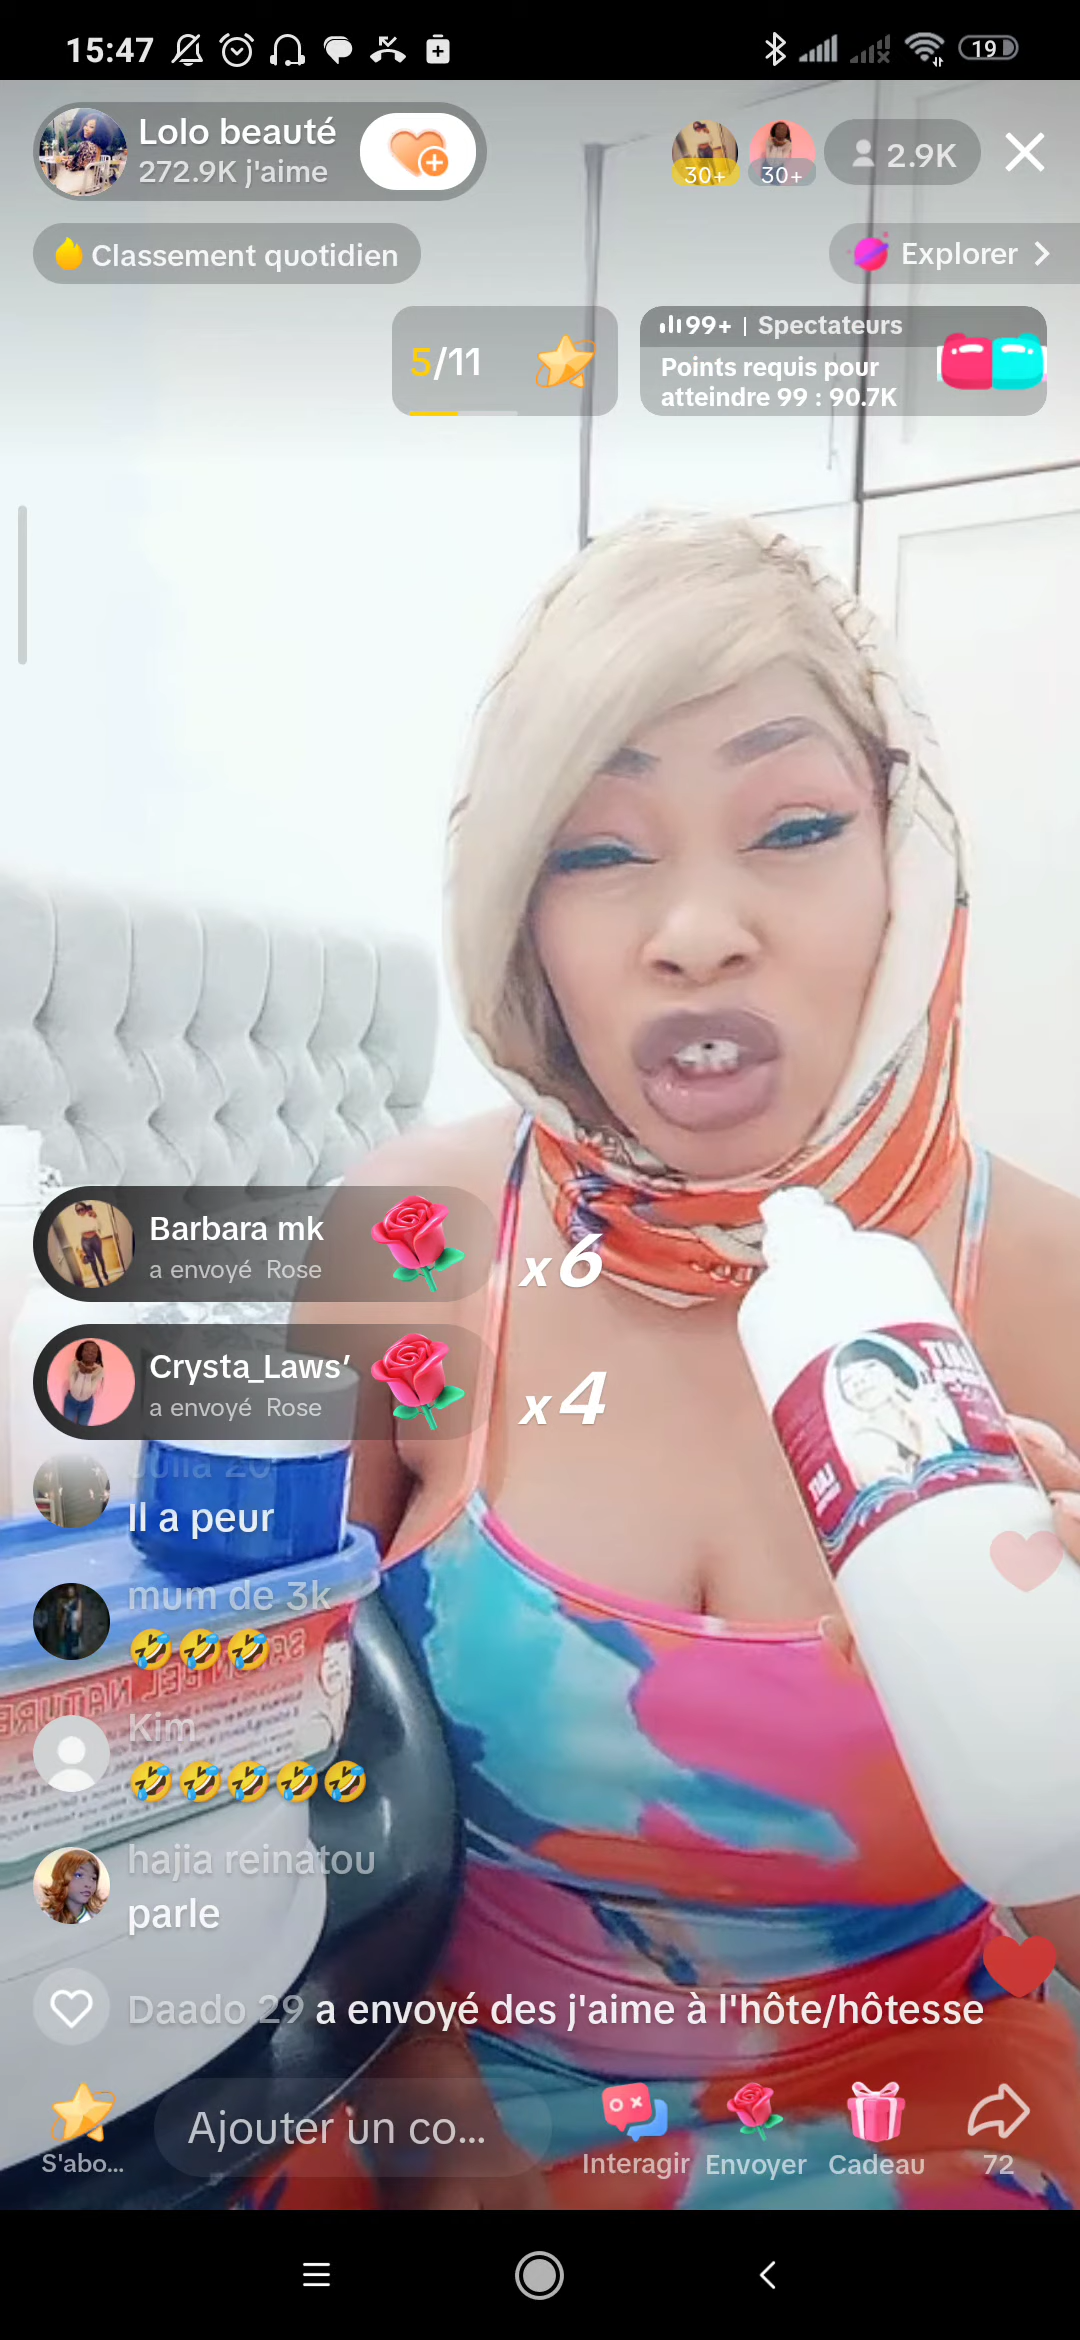 15:47
19
Lolo beauté
272.9K j'aime
30+
30+
2.9K
Classement quotidien
Explorer
5/11
99+ | Spectateurs
Points requis pour
atteindre 99 : 90.7K
Barbara mk
a envoyé Rose
x6
Crysta_Laws’
a envoyé Rose
x4
Julia 20
Il a peur
mum de 3k
🤣🤣🤣
Kim
🤣🤣🤣🤣🤣
hajia reinatou
parle
Daado 29 a envoyé des j'aime à l'hôte/hôtesse
S'abo...
Ajouter un co...
Interagir
Envoyer
Cadeau
72